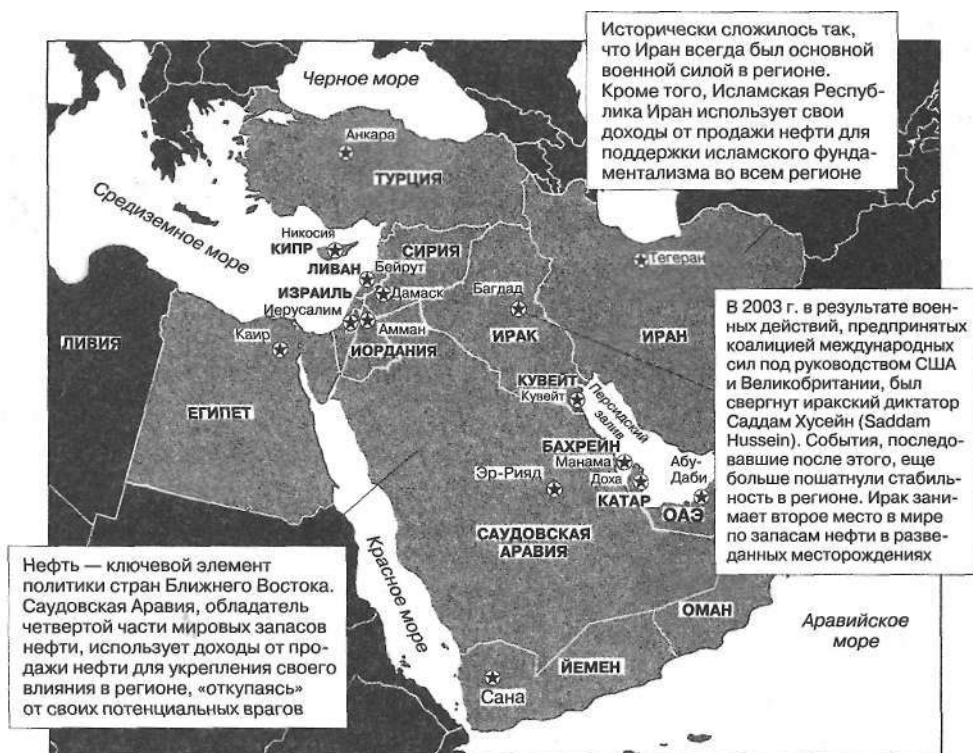 Исторически сложилось так,
что Иран всегда был основной
военной силой в регионе.
Кроме того, Исламская Респуб-
лика Иран использует свои
доходы от продажи нефти для
поддержки исламского фунда-
ментализма во всем регионе
Черное море
Анкара
ТУРЦИЯ
Средиземное море
Никосия
КИПР
СИРИЯ
ЛИВАН
Бейрут
Тегеран
ИЗРАИЛЬ
Дамаск
Багдад
Иерусалим
Каир
Амман
ИРАК
ИРАН
ЛИВИЯ
ИОРДАНИЯ
В 2003 г. в результате воен-
ных действий, предпринятых
коалицией международных
сил под руководством США
и Великобритании, был
свергнут иракский диктатор
Саддам Хусейн (Saddam
Hussein). События, последо-
вавшие после этого, еще
больше пошатнули стабиль-
ность в регионе. Ирак зани-
мает второе место в мире
по запасам нефти в разве-
данных месторождениях
КУВЕЙТ
Кувейт
Персидский
залив
ЕГИПЕТ
БАХРЕЙН
Манама
Эр-Рияд
Доха
Абу-
Даби
КАТАР
ОАЭ
САУДОВСКАЯ
АРАВИЯ
Красное море
Нефть — ключевой элемент
политики стран Ближнего Востока.
Саудовская Аравия, обладатель
четвертой части мировых запасов
нефти, использует доходы от про-
дажи нефти для укрепления своего
влияния в регионе, «откупаясь»
от своих потенциальных врагов
ОМАН
Аравийское
море
ЙЕМЕН
Сана